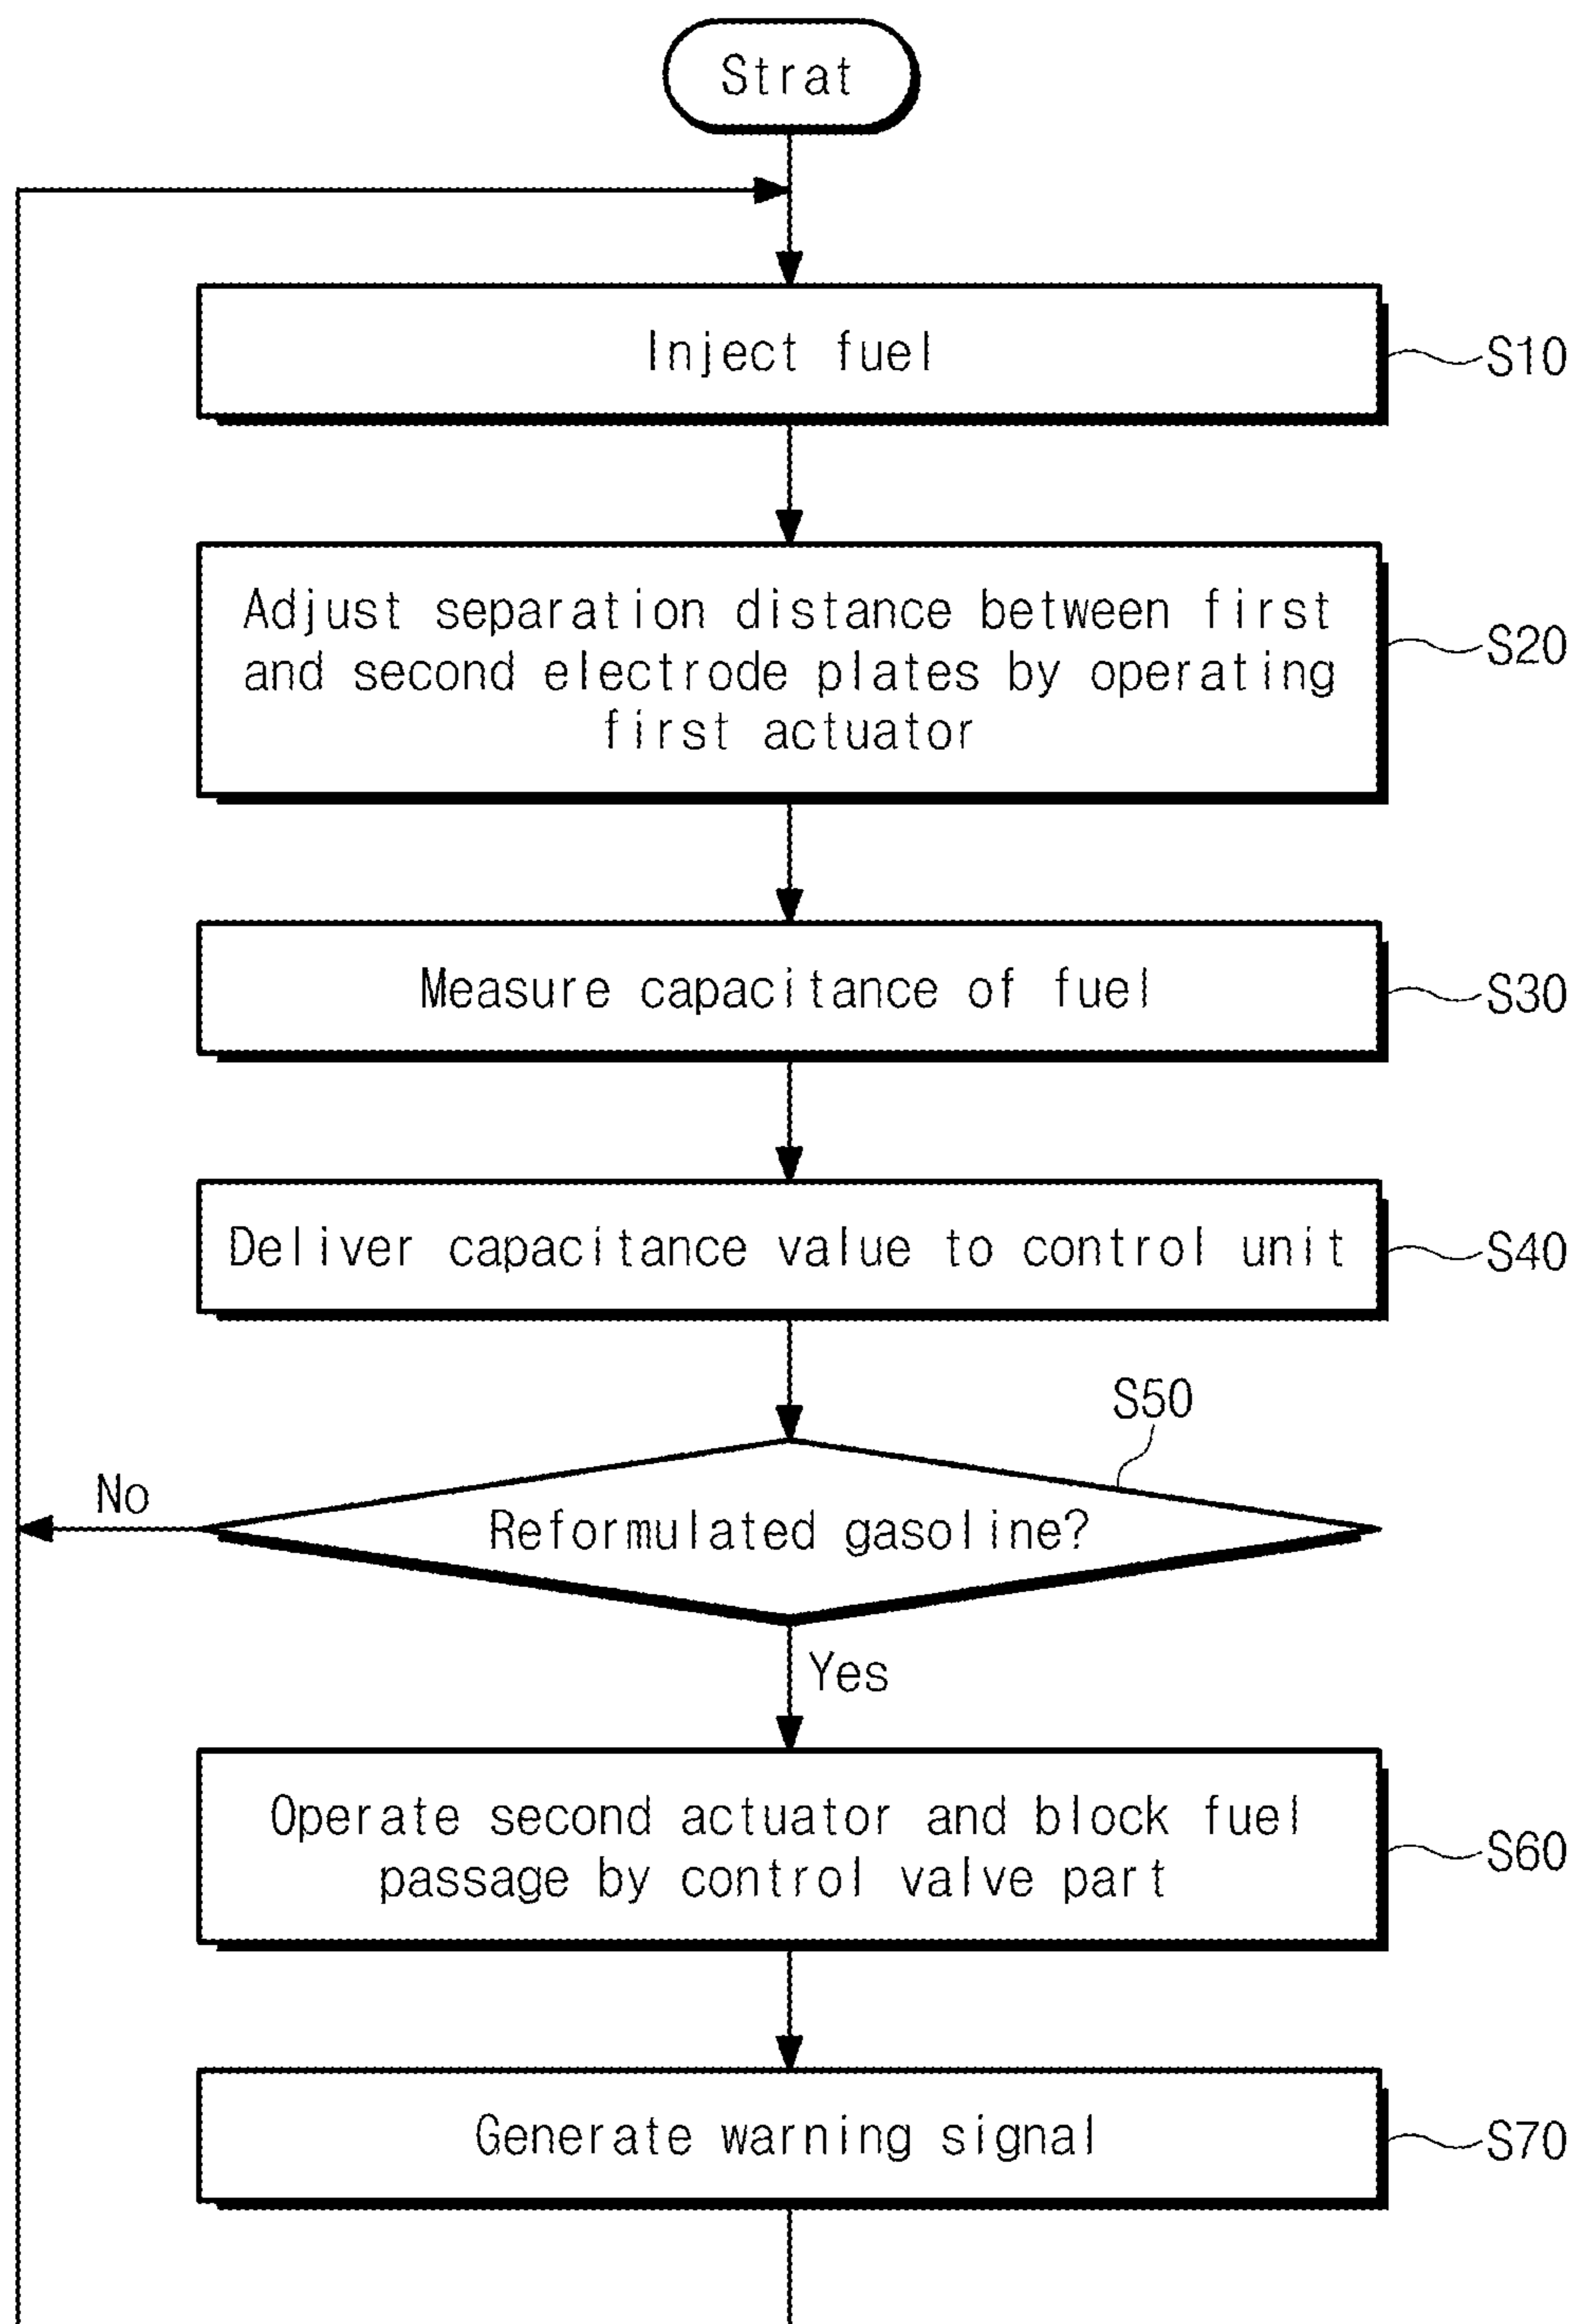 Strat
Inject fuel
S10
Adjust separation distance between first
and second electrode plates by operating
first actuator
S20
Measure capacitance of fuel
S30
Deliver capacitance value to control unit
S40
S50
Reformulated gasoline?
No
Yes
Operate second actuator and block fuel
passage by control valve part
S60
Generate warning signal
S70